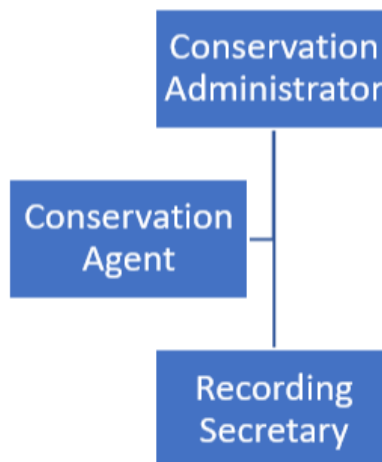 Conservation
Administrator
Conservation
Agent
Recording
Secretary